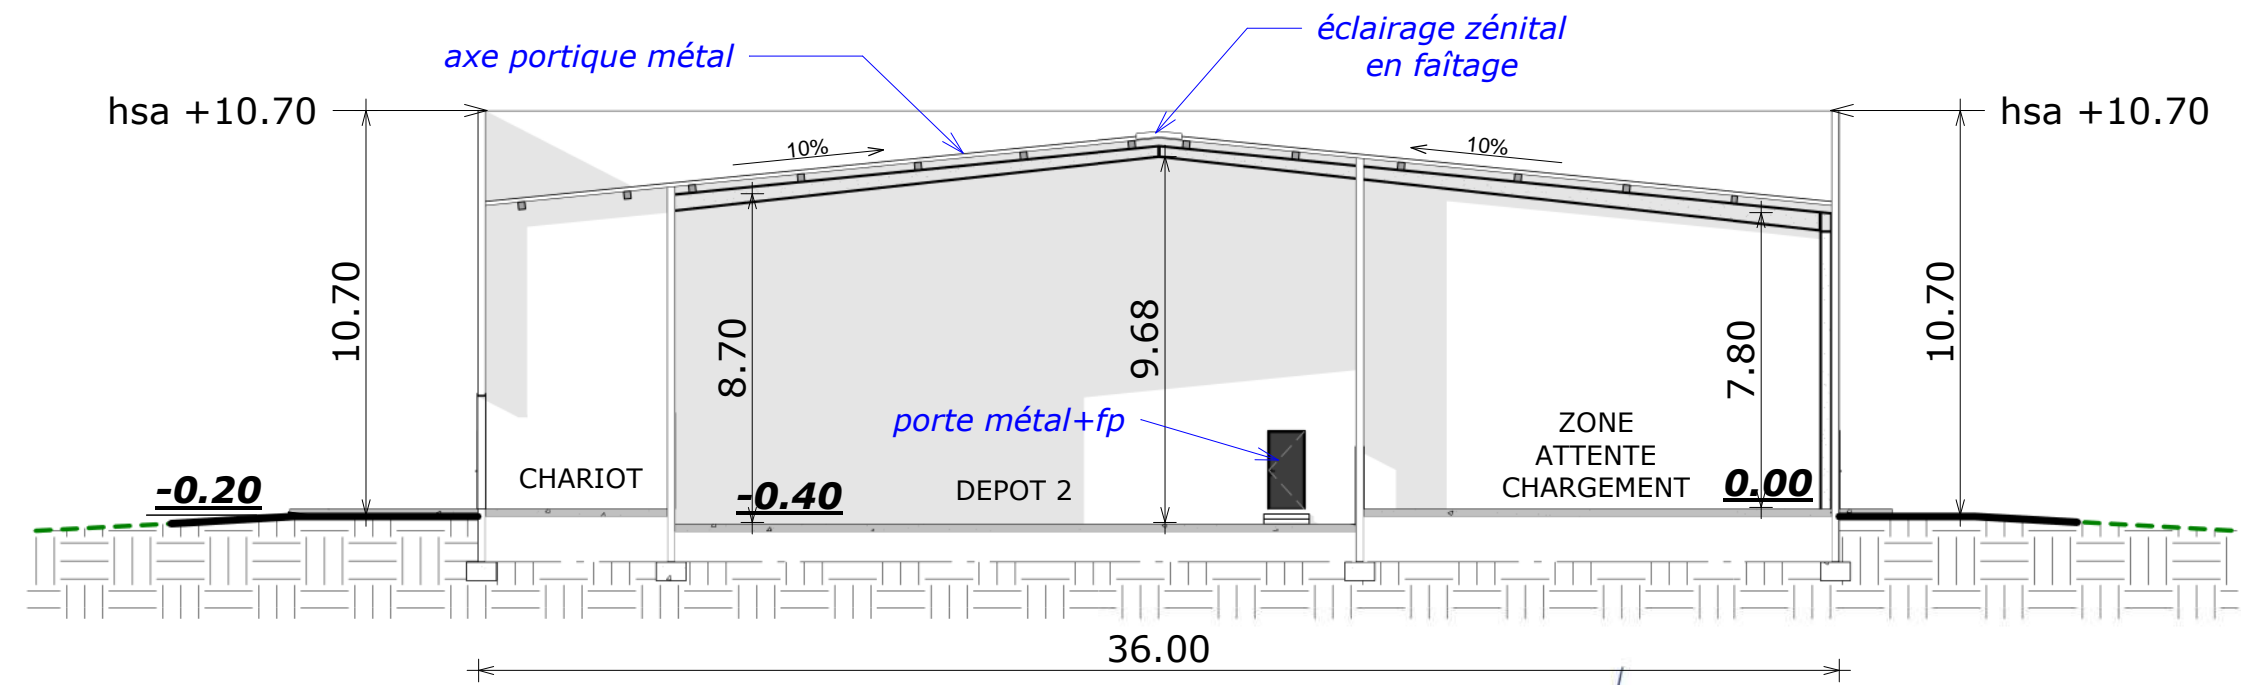 éclairage zénital
en faîtage
axe portique métal
hsa +10.70
hsa +10.70
10%
10%
10.70
8.70
9.68
7.80
10.70
porte métal+fp
ZONE
ATTENTE
CHARGEMENT
CHARIOT
DEPOT 2
-0.20
-0.40
0.00
36.00